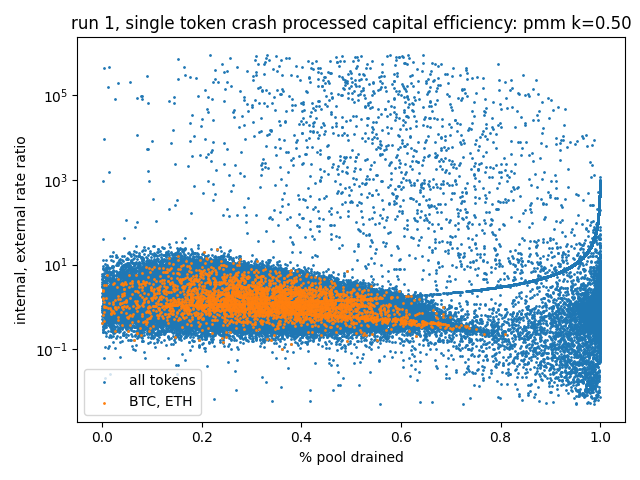 run 1, single token crash processed capital efficiency: pmm k=0.50
internal, external rate ratio
10^5
10^3
10^1
10^−1
all tokens
BTC, ETH
0.0 0.2 0.4 0.6 0.8 1.0
% pool drained